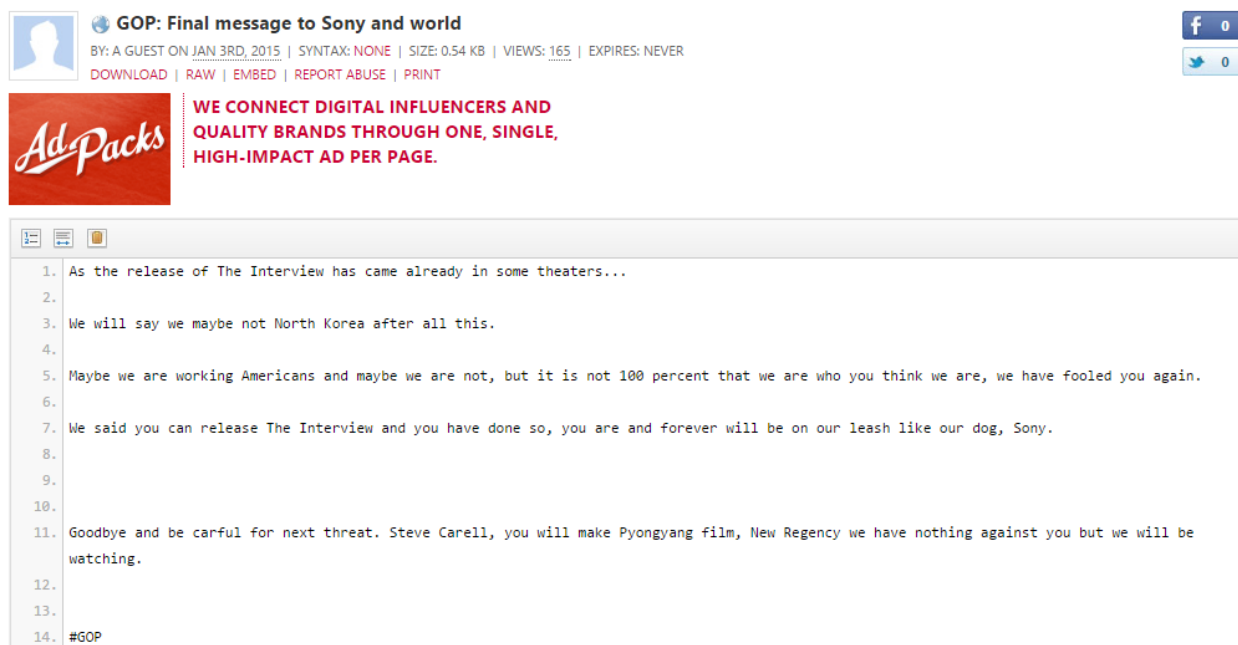 GOP: Final message to Sony and world
BY: A GUEST ON JAN 3RD, 2015 | SYNTAX: NONE | SIZE: 0.54 KB | VIEWS: 165 | EXPIRES: NEVER
DOWNLOAD | RAW | EMBED | REPORT ABUSE | PRINT
f 0
0
Ad Packs
WE CONNECT DIGITAL INFLUENCERS AND
QUALITY BRANDS THROUGH ONE, SINGLE,
HIGH-IMPACT AD PER PAGE.
1. As the release of The Interview has came already in some theaters...
2.
3. We will say we maybe not North Korea after all this.
4.
5. Maybe we are working Americans and maybe we are not, but it is not 100 percent that we are who you think we are, we have fooled you again.
6.
7. We said you can release The Interview and you have done so, you are and forever will be on our leash like our dog, Sony.
8.
9.
10.
11. Goodbye and be carful for next threat. Steve Carell, you will make Pyongyang film, New Regency we have nothing against you but we will be
watching.
12.
13.
14. #GOP